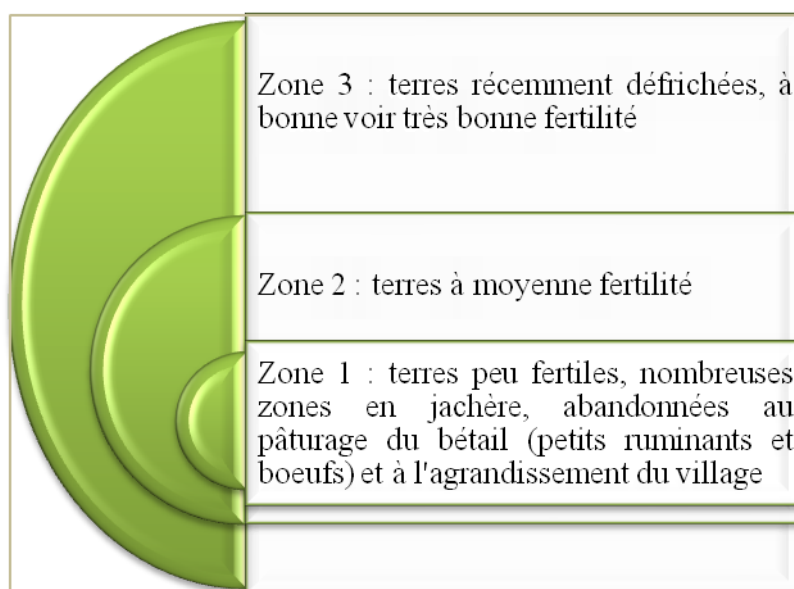 Zone 3 : terres récemment défrichées, à
bonne voir très bonne fertilité
Zone 2 : terres à moyenne fertilité
Zone 1 : terres peu fertiles, nombreuses
zones en jachère, abandonnées au
pâturage du bétail (petits ruminants et
boeufs) et à l'agrandissement du village